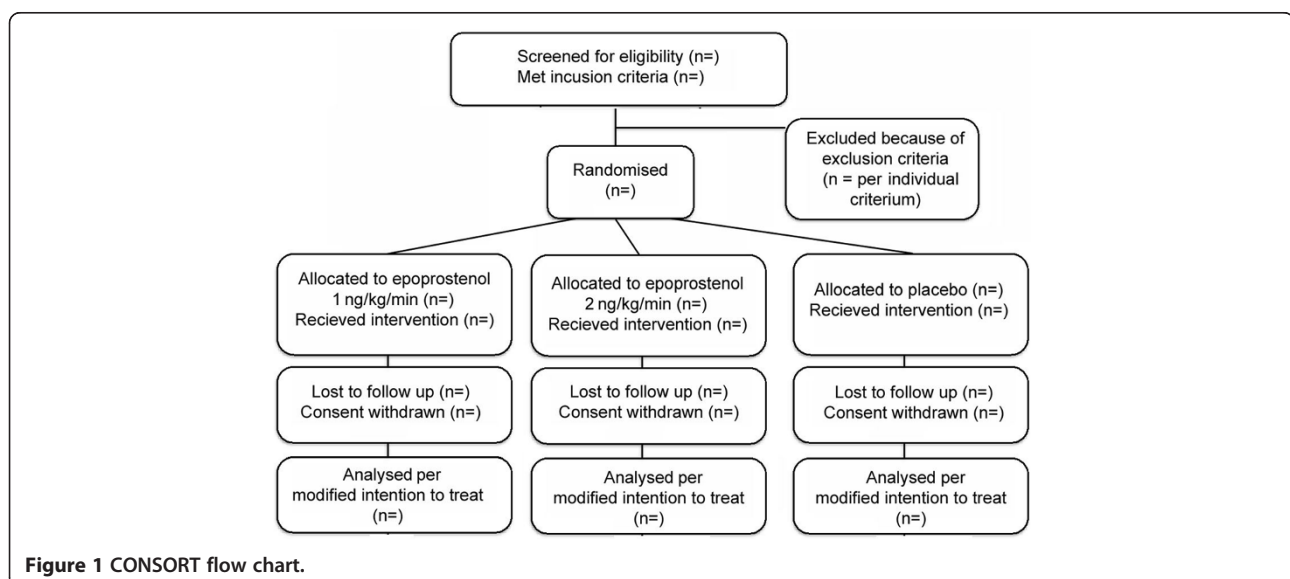 Screened for eligibility (n=)
Met incusion criteria (n=)
Excluded because of
exclusion criteria
(n = per individual
criterium)
Randomised
(n=)
Allocated to epoprostenol
1 ng/kg/min (n=)
Recieved intervention (n=)
Allocated to epoprostenol
2 ng/kg/min (n=)
Recieved intervention (n=)
Allocated to placebo (n=)
Recieved intervention (n=)
Lost to follow up (n=)
Consent withdrawn (n=)
Lost to follow up (n=)
Consent withdrawn (n=)
Lost to follow up (n=)
Consent withdrawn (n=)
Analysed per
modified intention to treat
(n=)
Analysed per
modified intention to treat
(n=)
Analysed per
modified intention to treat
(n=)
Figure 1 CONSORT flow chart.